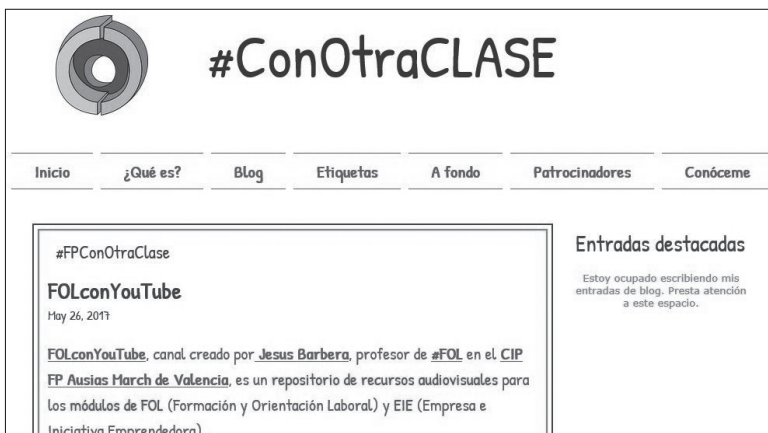 #ConOtraCLASE
Inicio ¿Qué es? Blog Etiquetas A fondo Patrocinadores Conóceme
#FPConOtraClase
FOLconYouTube
May 26, 2017
FOLconYouTube, canal creado por Jesus Barbera, profesor de #FOL en el CIP
FP Ausias March de Valencia, es un repositorio de recursos audiovisuales para
los módulos de FOL (Formación y Orientación Laboral) y EIE (Empresa e
Iniciativa Emprendedora)
Entradas destacadas
Estoy ocupado escribiendo mis
entradas de blog. Presta atención
a este espacio.